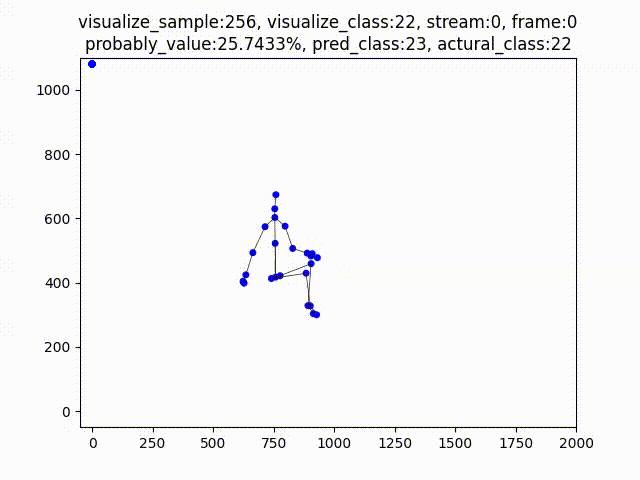 visualize_sample:256, visualize_class:22, stream:0, frame:0
probably_value:25.7433%, pred_class:23, actural_class:22
1000
800
600
400
200
0
0 250 500 750 1000 1250 1500 1750 2000